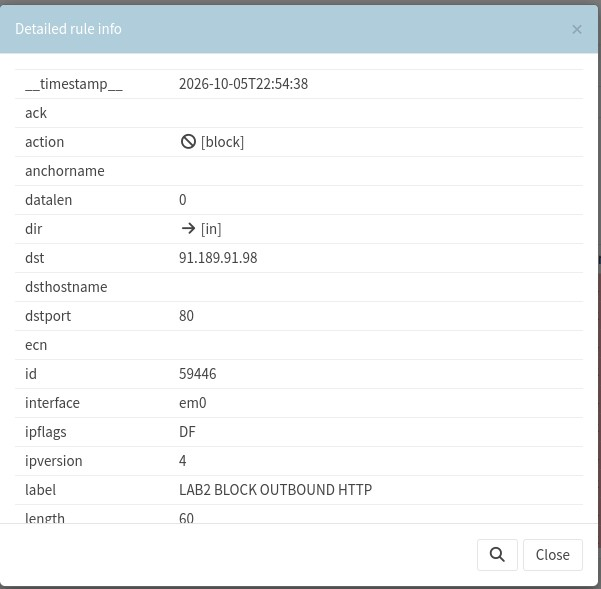 Detailed rule info ×
__timestamp__ 2026-10-05T22:54:38
ack
action [block]
anchorname
datalen 0
dir [in]
dst 91.189.91.98
dsthostname
dstport 80
ecn
id 59446
interface em0
ipflags DF
ipversion 4
label LAB2 BLOCK OUTBOUND HTTP
length 60
Close